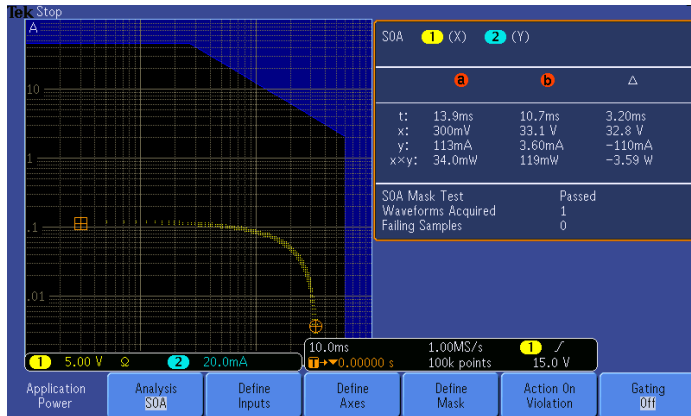 Tek Stop
A
10
1
.1
.01
SOA 1 (X) 2 (Y)
a b △
t: 13.9ms 10.7ms 3.20ms
x: 300mV 33.1 V 32.8 V
y: 113mA 3.60mA -110mA
x×y: 34.0mW 119mW -3.59 W
SOA Mask Test Passed
Waveforms Acquired 1
Failing Samples 0
1 5.00 V Ω 2 20.0mA
10.0ms 1.00MS/s 1
T→▼0.00000 s 100k points 15.0 V
Application Power
Analysis SOA
Define Inputs
Define Axes
Define Mask
Action On Violation
Gating Off